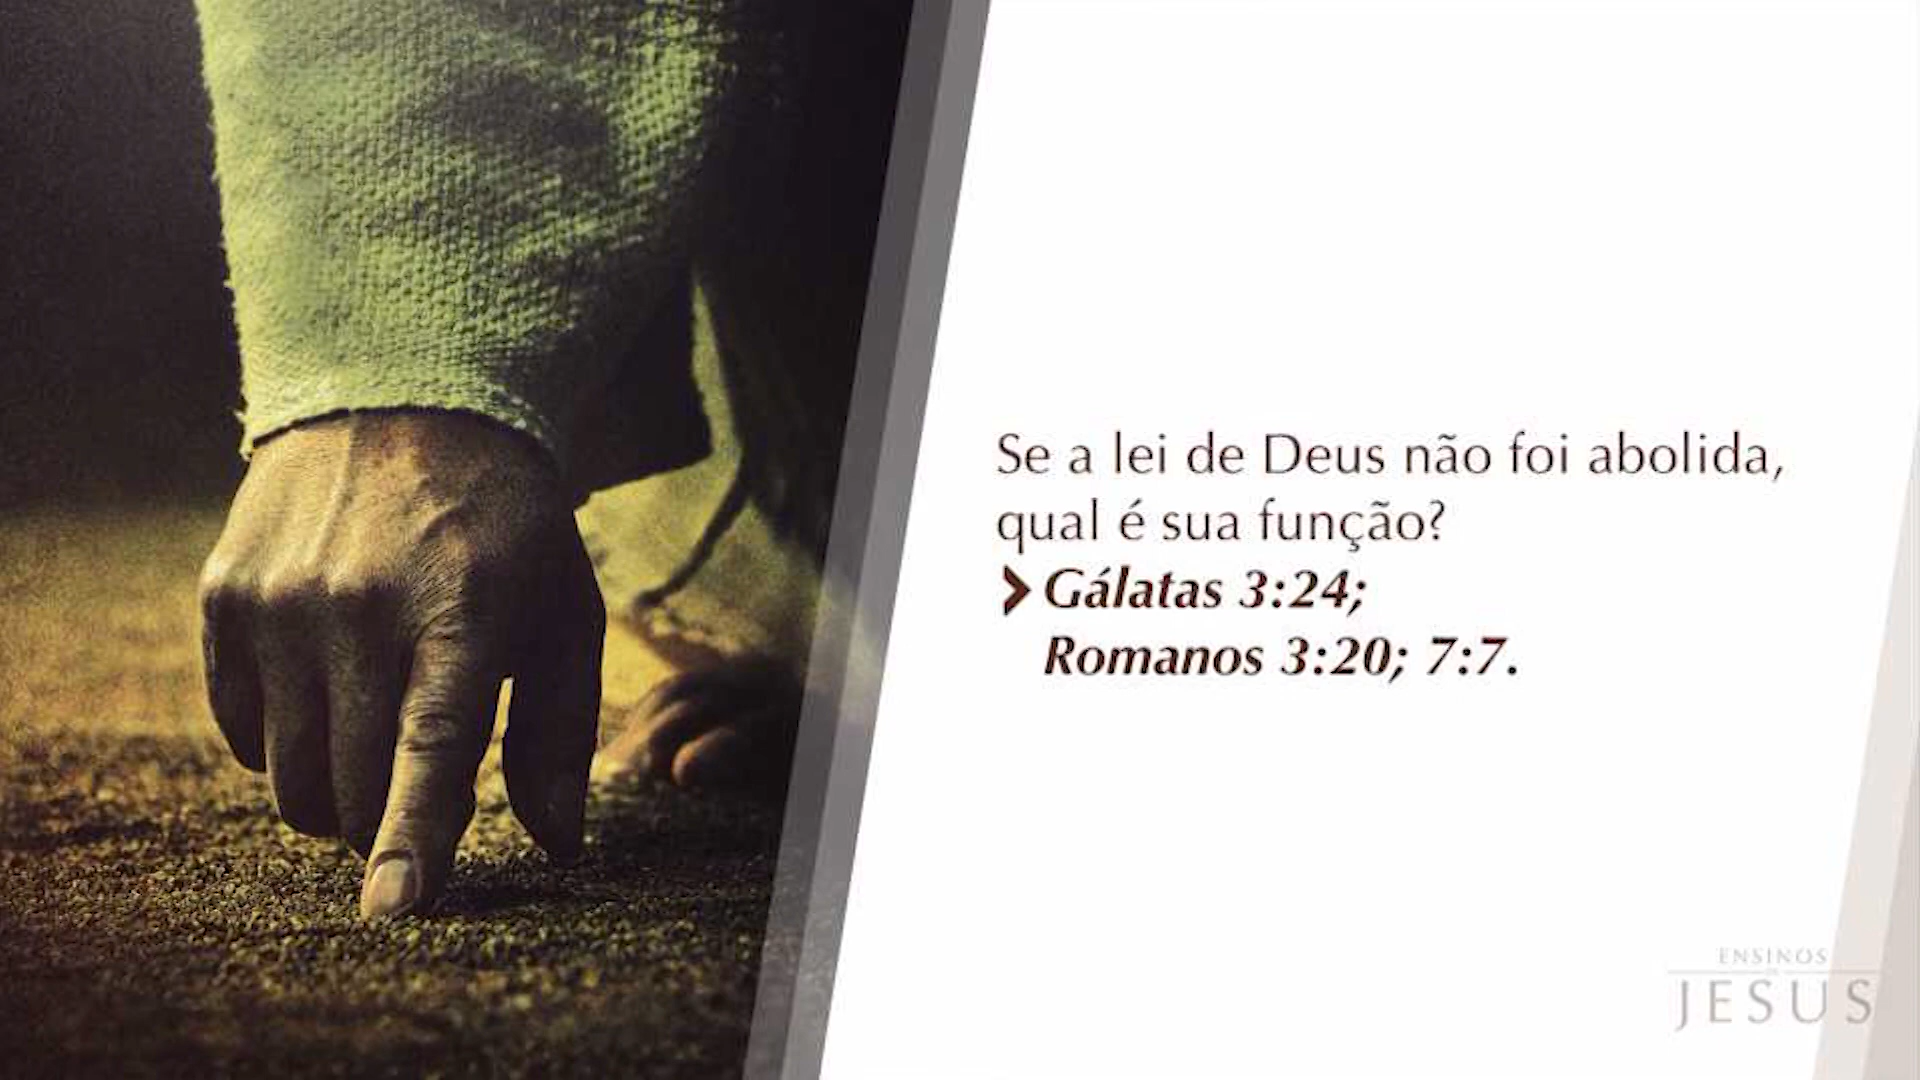 Se a lei de Deus não foi abolida,
qual é sua função?
Gálatas 3:24;
Romanos 3:20; 7:7.
ENSINOS
DE
JESUS